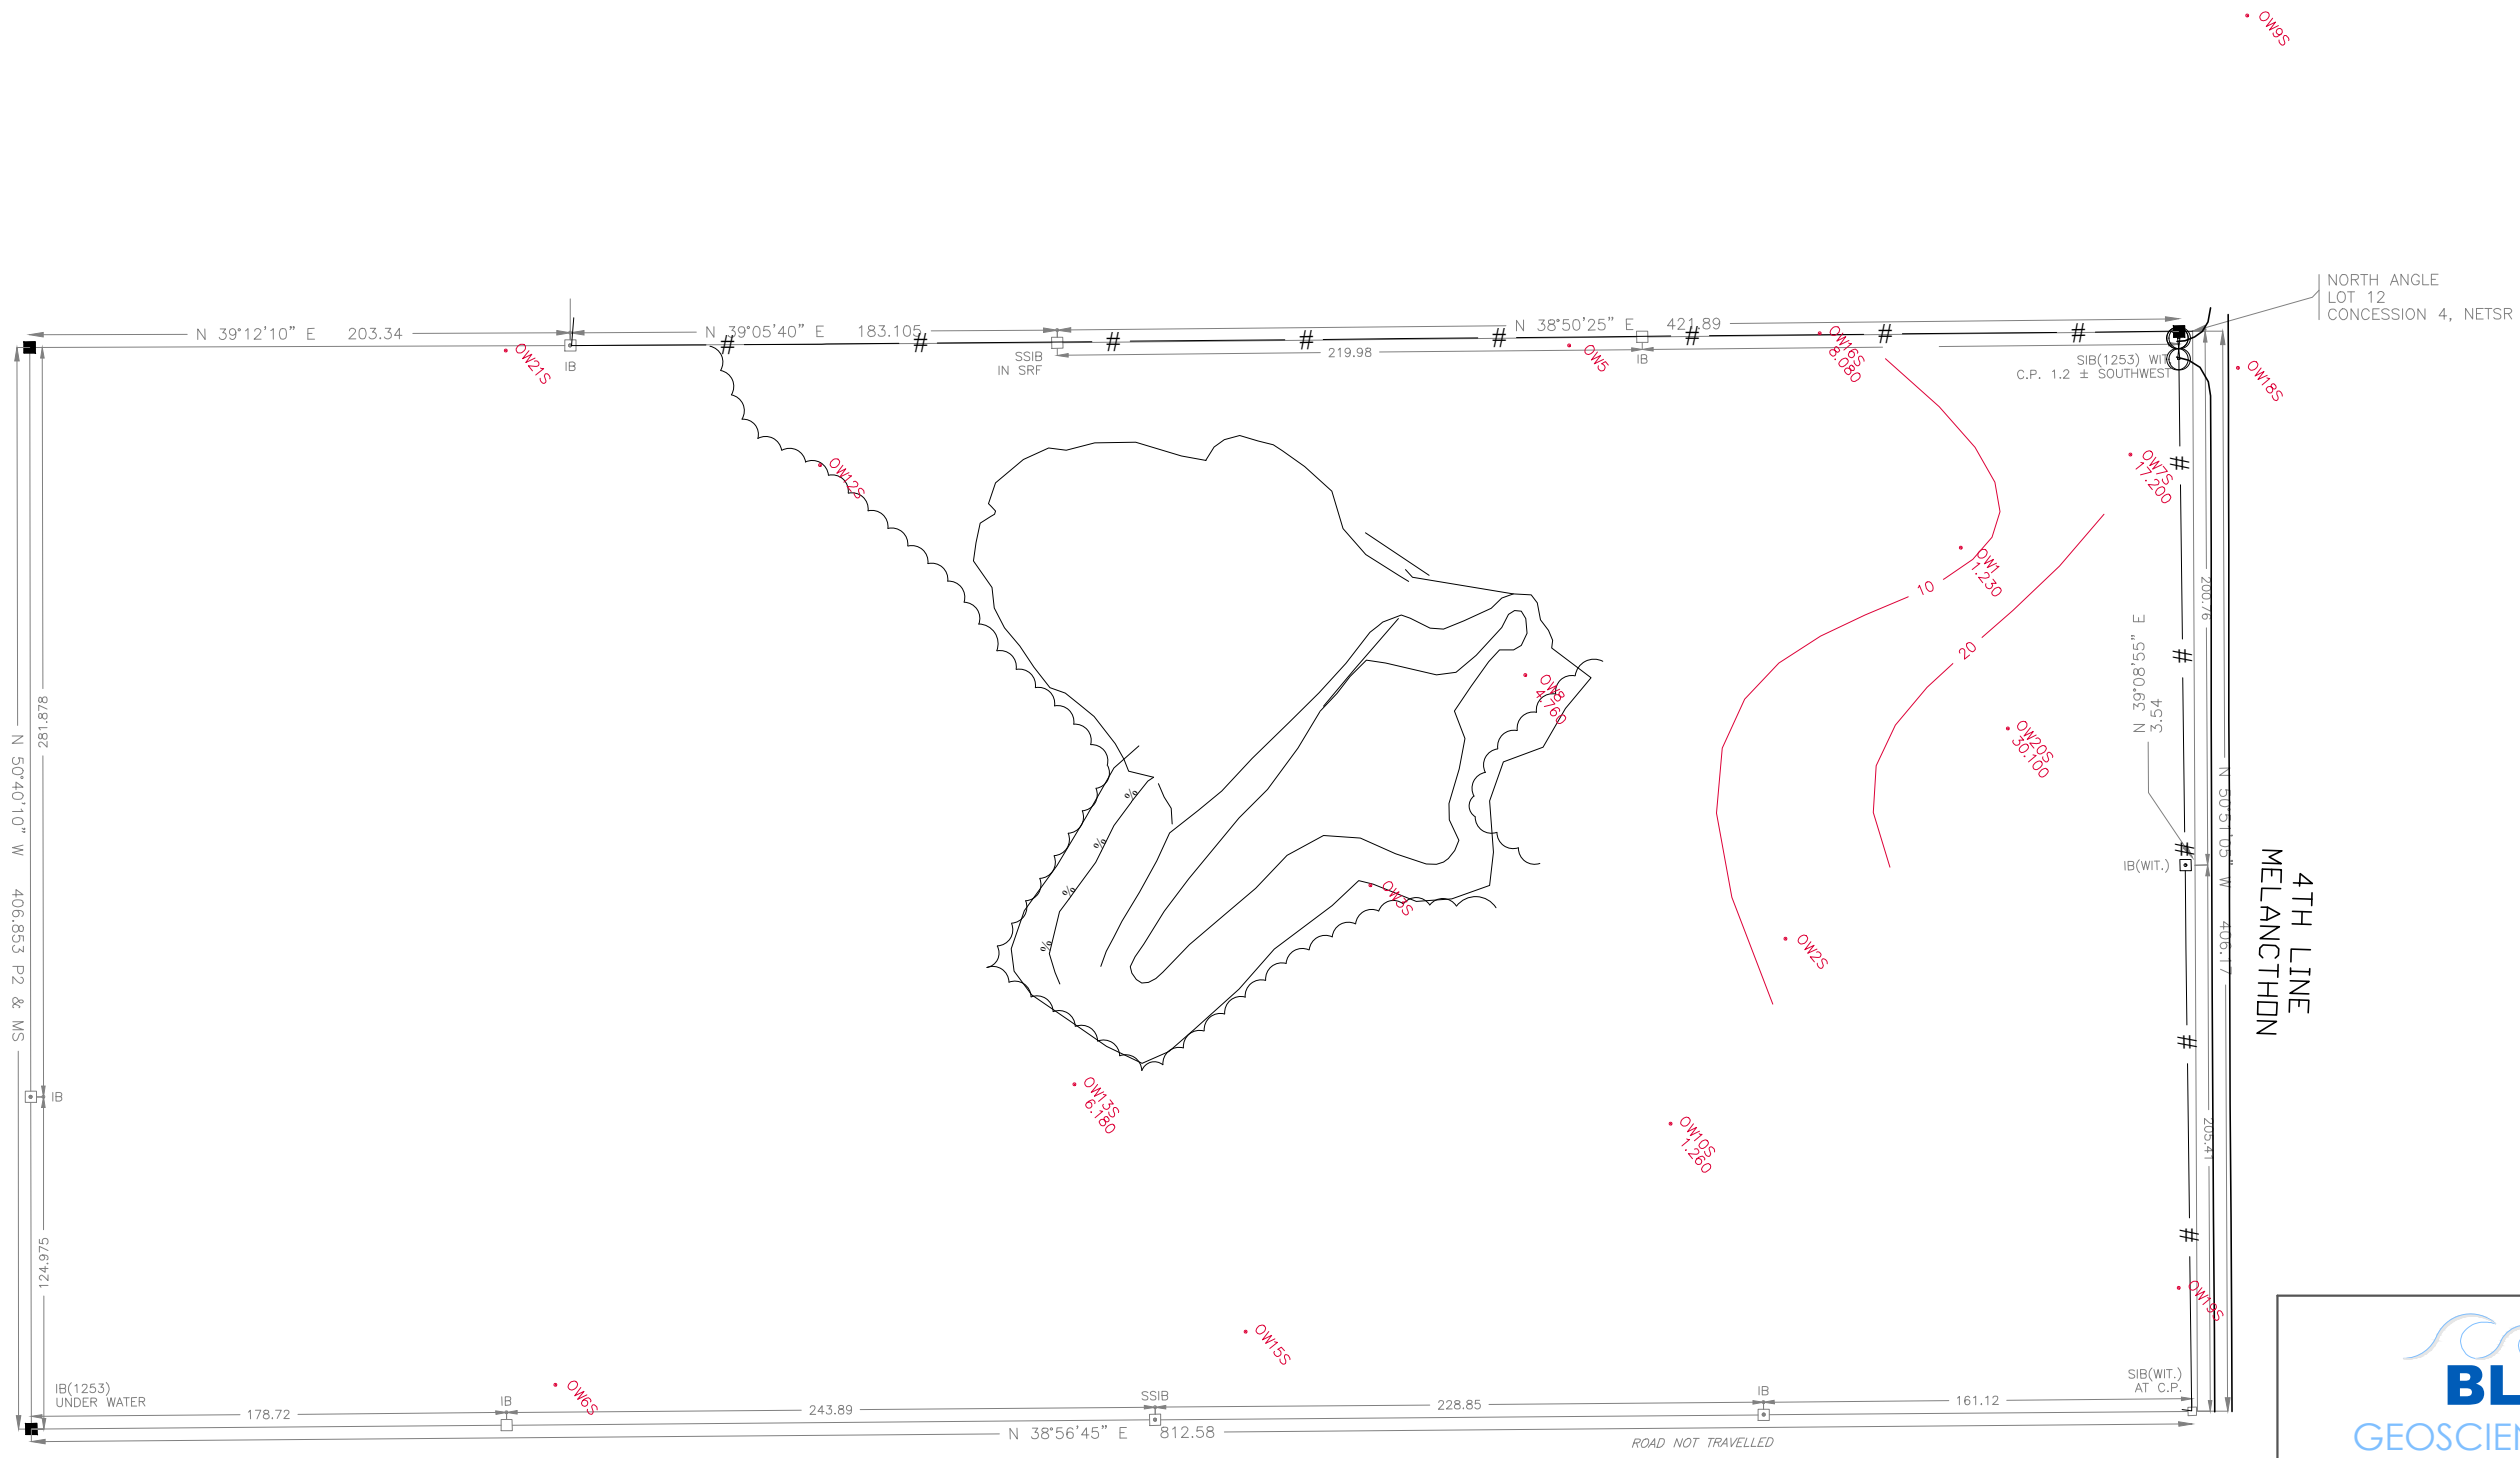 OW9S
NORTH ANGLE
LOT 12
CONCESSION 4, NETSR
N 39°12'10" E 203.34
N 39°05'40" E 183.105
N 38°50'25" E 421.89
219.98
SSIB
IN SRF
IB
IB
SIB(1253) WIT
C.P. 1.2 ± SOUTHWEST
OW21S
OW5
OW16S
8.080
OW18S
OW12S
OW7S
17.200
OW1
1.230
10
20
200.76
N 39°08'55" E
3.54
OW8
4.760
OW20S
30.100
281.878
N 50°40'10" W 406.853 P2 & MS
N 50°51'05" W 406.17
IB(WIT.)
4TH LINE
MELANCTHON
%
%
%
%
OW3S
OW2S
OW13S
6.180
OW10S
1.260
IB
205.41
124.975
OW19S
OW15S
OW6S
IB(1253)
UNDER WATER
IB
SSIB
IB
SIB(WIT.)
AT C.P.
178.72
243.89
228.85
161.12
N 38°56'45" E 812.58
ROAD NOT TRAVELLED
BL
GEOSCIEN